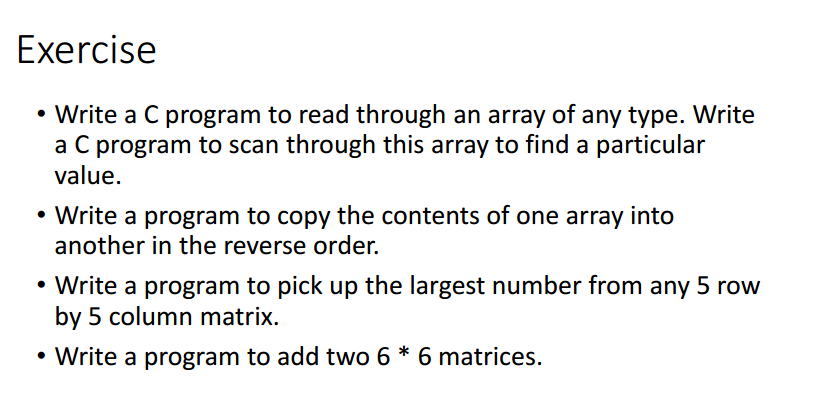 Exercise
• Write a C program to read through an array of any type. Write
a C program to scan through this array to find a particular
value.
• Write a program to copy the contents of one array into
another in the reverse order.
• Write a program to pick up the largest number from any 5 row
by 5 column matrix.
• Write a program to add two 6 * 6 matrices.